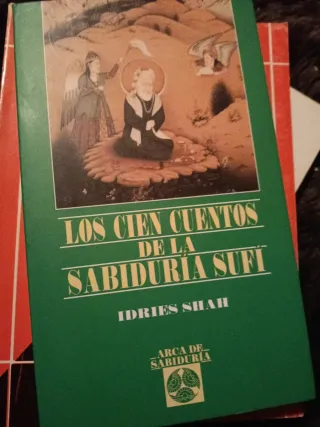 LOS CIEN CUENTOS
DE LA
SABIDURÍA SUFÍ
IDRIES SHAH
ARCA DE
SABIDURÍA